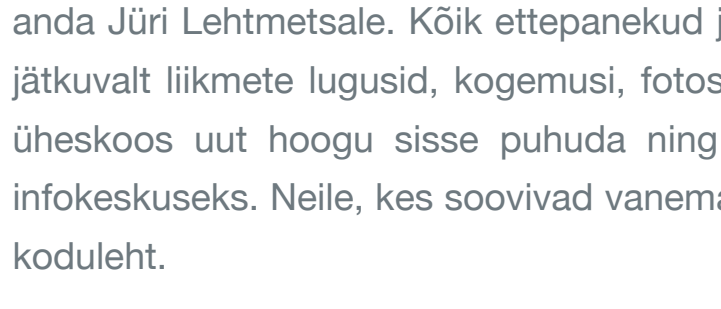 anda Jüri Lehtmetsale. Kõik ettepanekud
jätkuvalt liikmete lugusid, kogemusi,
üheskoos uut hoogu sisse puhuda ning
infokeskuseks. Neile, kes soovivad
koduleht.